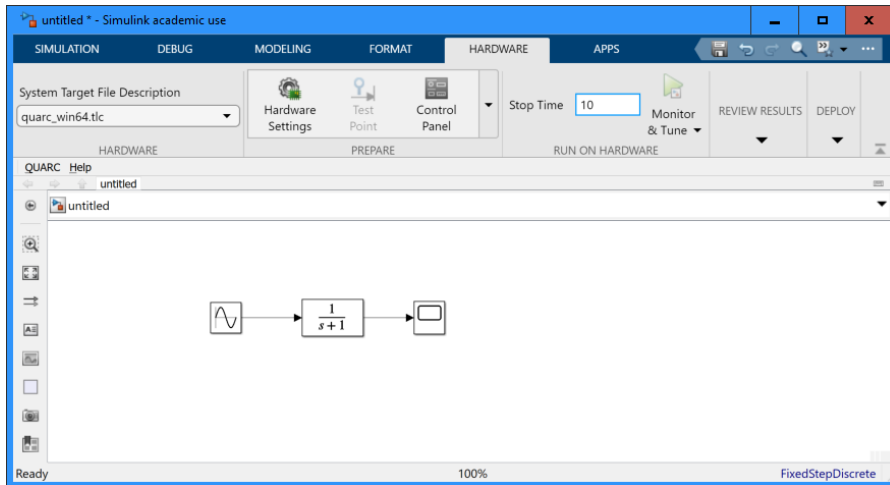 untitled * - Simulink academic use
SIMULATION DEBUG MODELING FORMAT HARDWARE APPS
System Target File Description
quarc_win64.tlc
Hardware Settings
Test Point
Control Panel
Stop Time 10
Monitor & Tune
REVIEW RESULTS
DEPLOY
HARDWARE PREPARE RUN ON HARDWARE
QUARC Help
untitled
untitled
1
s+1
Ready 100% FixedStepDiscrete